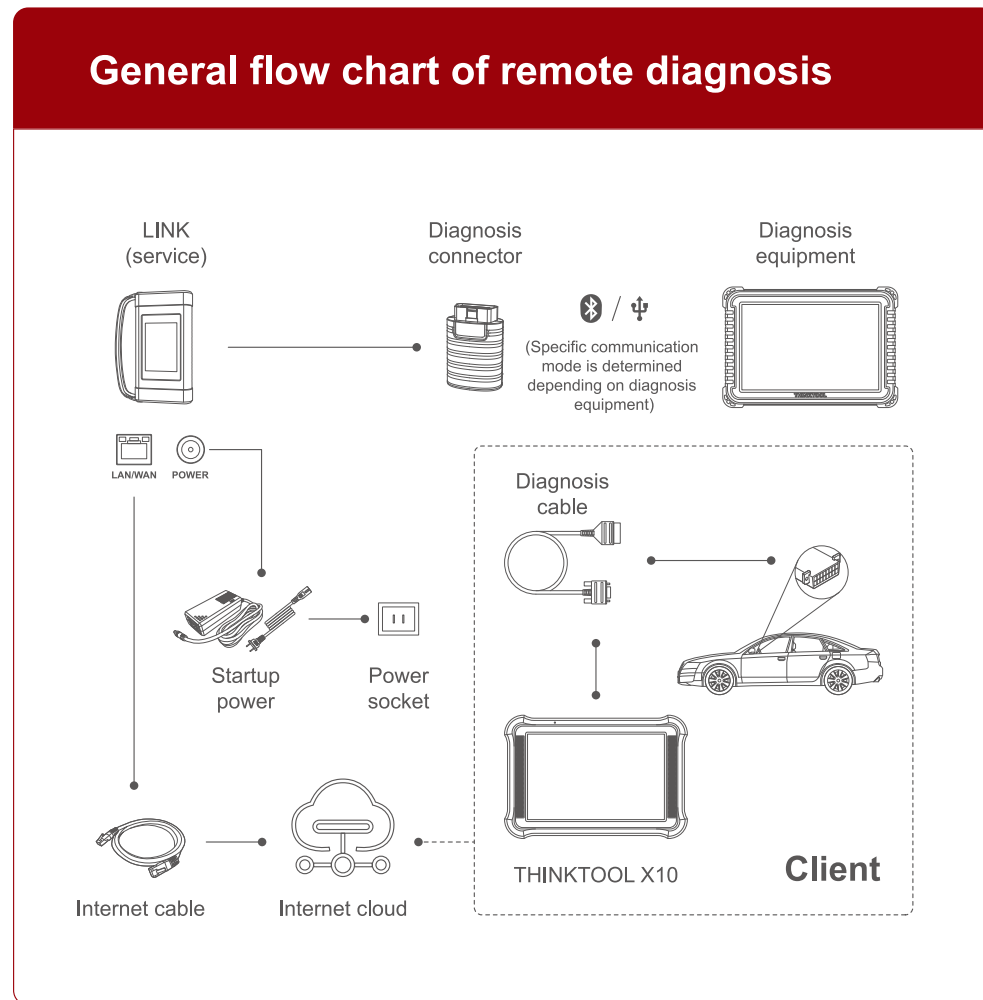 General flow chart of remote diagnosis
LINK
(service)
Diagnosis
connector
Diagnosis
equipment
(Specific communication
mode is determined
depending on diagnosis
equipment)
THINKTOOL
LAN/WAN
POWER
Diagnosis
cable
Startup
power
Power
socket
Internet cable
Internet cloud
THINKTOOL X10
Client